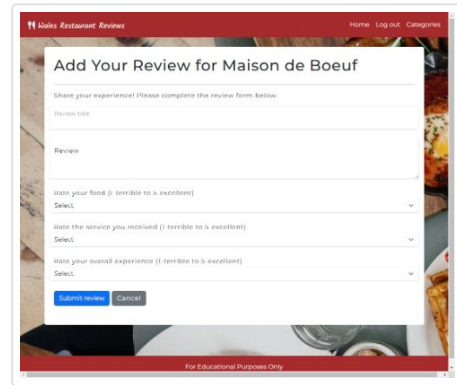 Wales Restaurant Reviews
Home Log out Categories
Add Your Review for Maison de Boeuf
Share your experience! Please complete the review form below.
Review title
Review
Rate your food (1 terrible to 5 excellent)
Select
Rate the service you received (1 terrible to 5 excellent)
Select
Rate your overall experience (1 terrible to 5 excellent)
Select
Submit review Cancel
For Educational Purposes Only